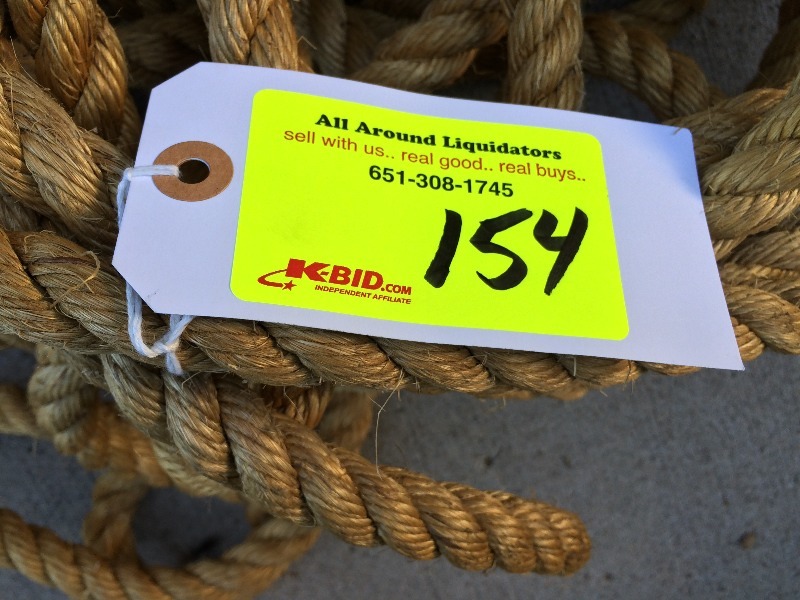 All Around Liquidators
sell with us.. real good.. real buys..
651-308-1745
154
K-BID.COM
INDEPENDENT AFFILIATE